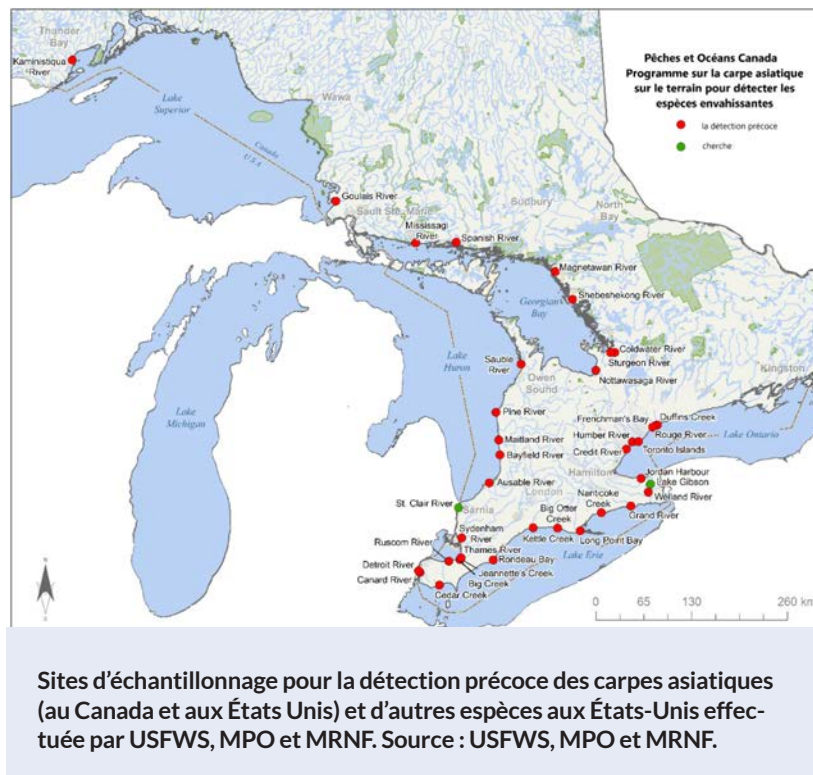 Thunder
Bay
Kaministiqua
River
Lake
Superior
Wawa
Canada
U.S.A
Pêches et Océans Canada
Programme sur la carpe asiatique
sur le terrain pour détecter les
espèces envahissantes
la détection précoce
cherche
Goulais River
Sault Ste. Marie
Sudbury
North
Bay
Mississagi
River
Spanish River
Magnetawan River
Shebeshekong River
Georgian
Bay
Coldwater River
Sturgeon River
Nottawasaga River
Kingston
Lake
Huron
Sauble
River
Owen
Sound
Lake
Michigan
Pine River
Maitland River
Bayfield River
Ausable River
Frenchman's Bay
Duffins Creek
Humber River
Rouge River
Lake Ontario
Credit River
Toronto Islands
Hamilton
Jordan Harbour
Lake Gibson
London
Nanticoke
Creek
Welland River
St. Clair River
Sarnia
Big Otter
Creek
Grand River
Sydenham
River
Ruscom River
Kettle Creek
Long Point Bay
Thames River
Rondeau Bay
Lake Erie
Detroit River
Jeannette's Creek
Canard River
Big Creek
Cedar Creek
0
N
0 65 130 260 km
Sites d'échantillonnage pour la détection précoce des carpes asiatiques
(au Canada et aux États Unis) et d'autres espèces aux États-Unis effec-
tuée par USFWS, MPO et MRNF. Source : USFWS, MPO et MRNF.